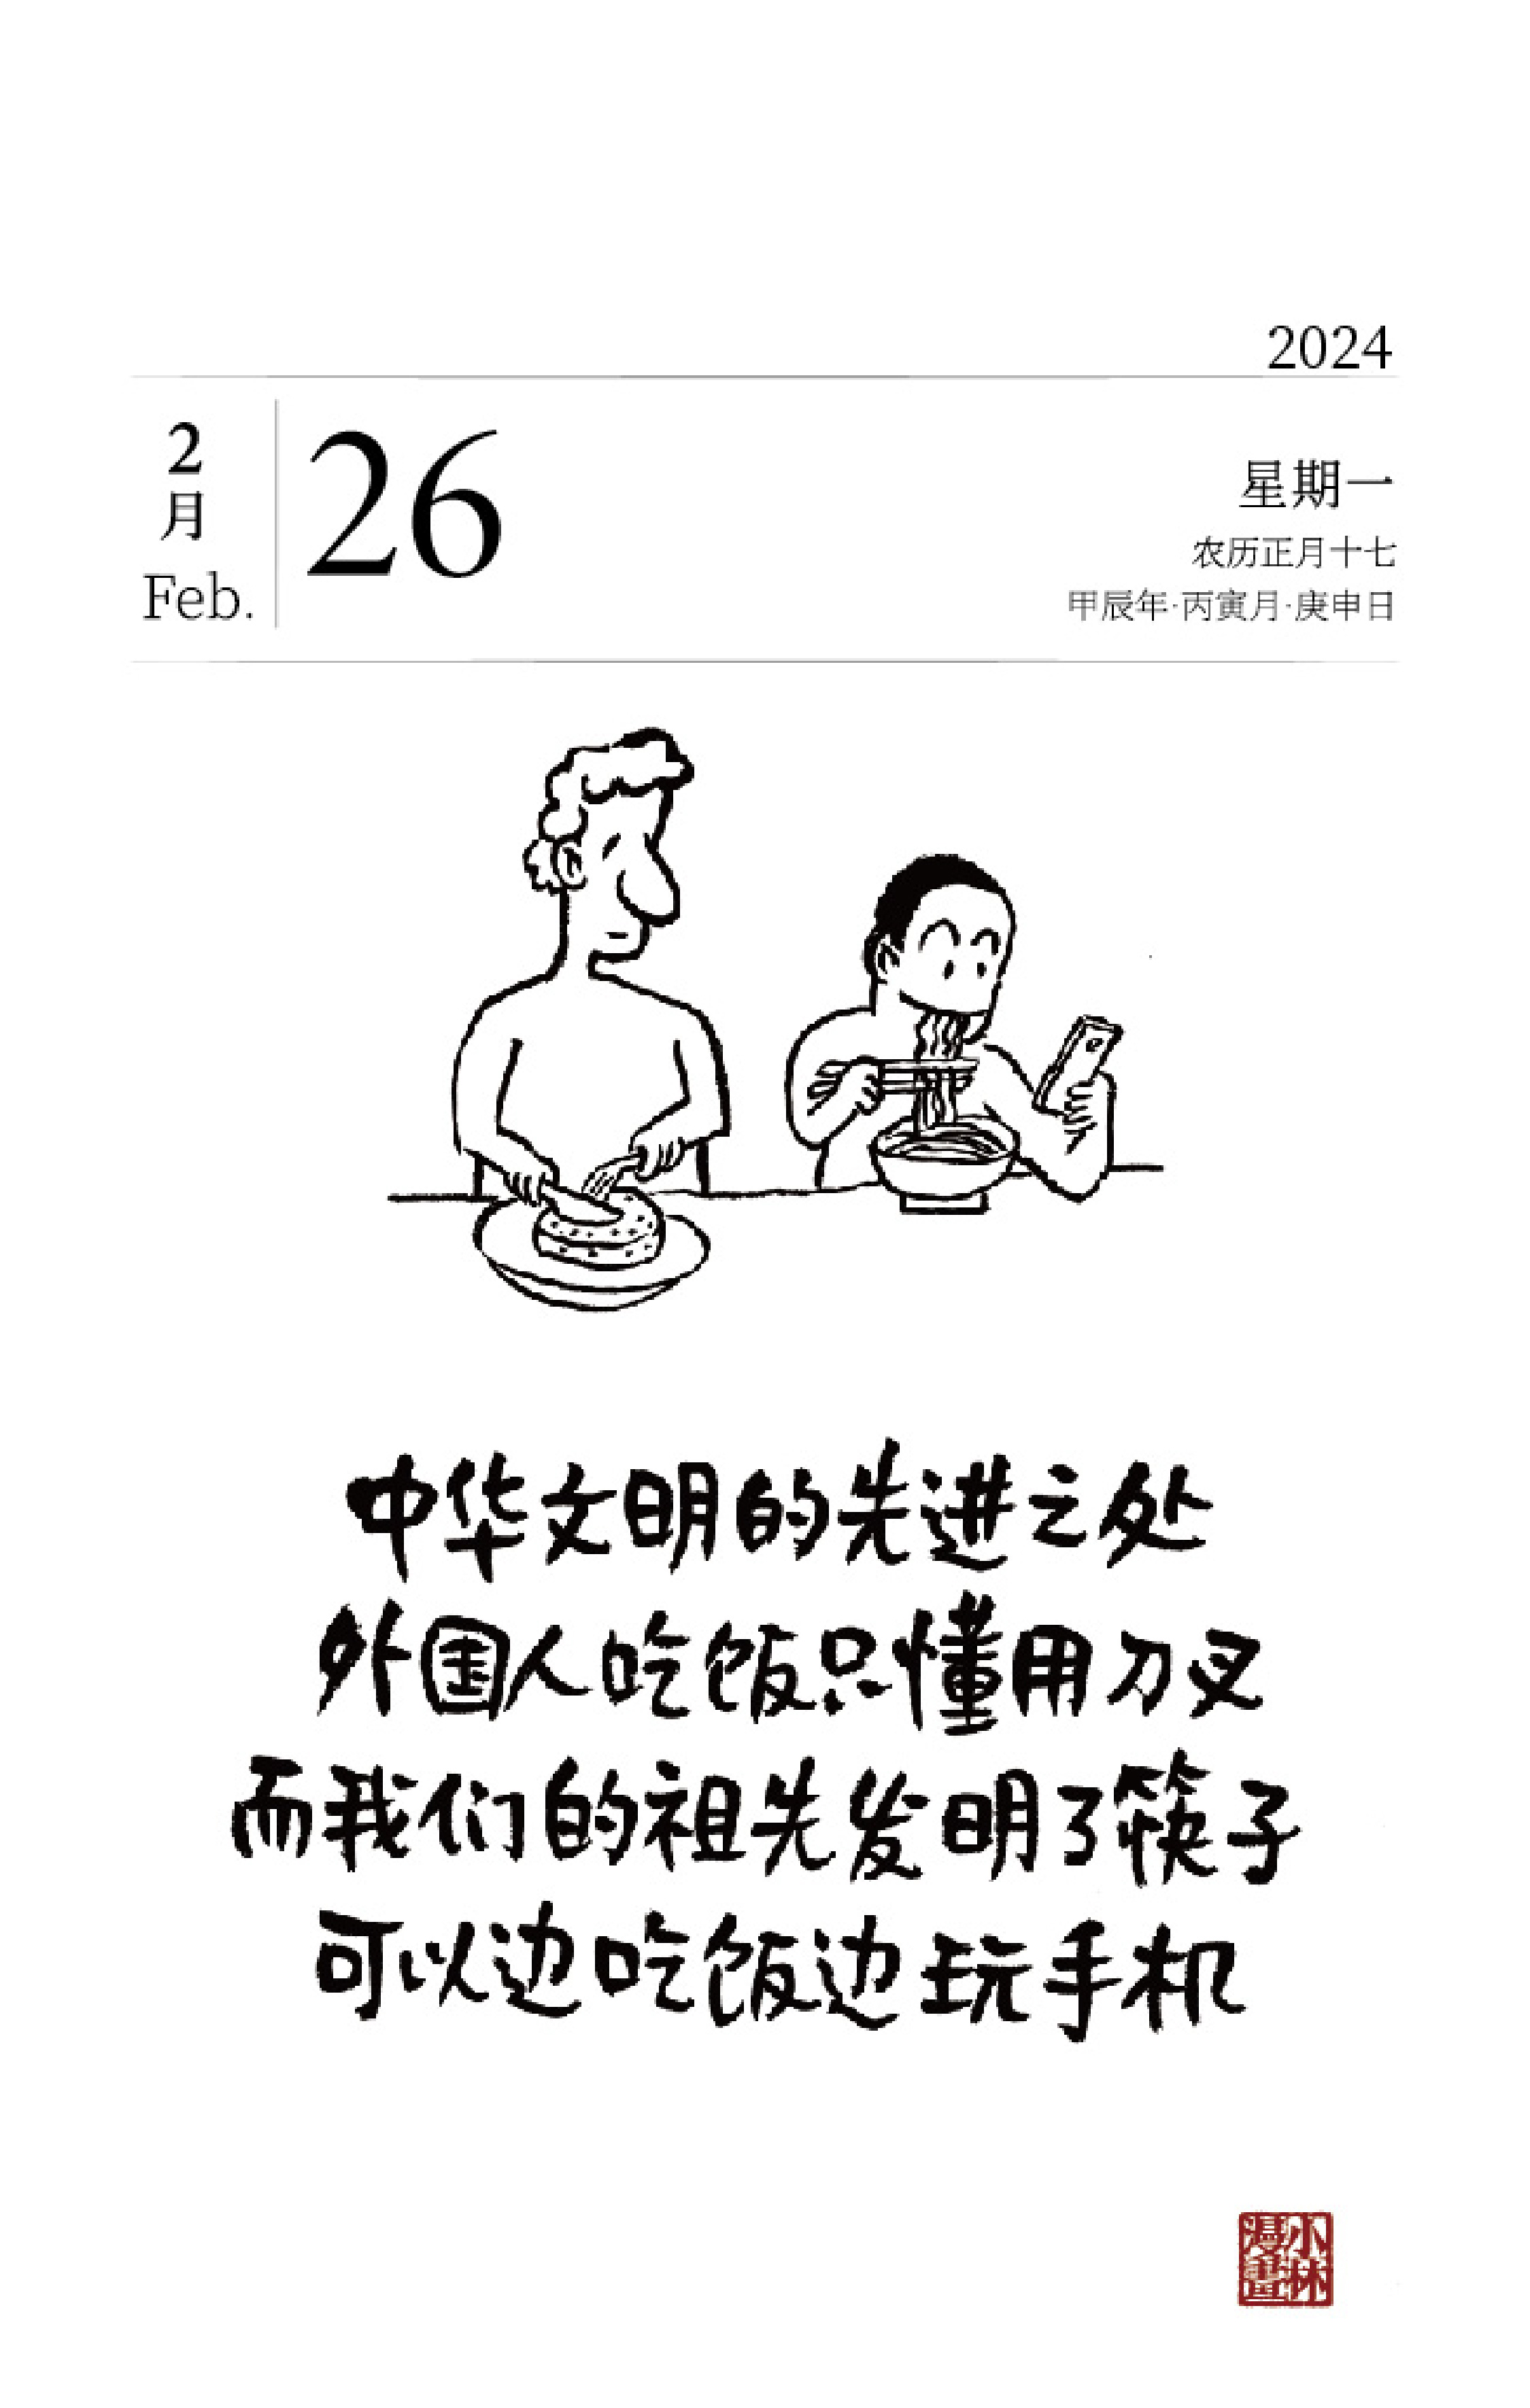 2024
2
月
Feb.
26
星期一
农历正月十七
甲辰年·丙寅月·庚申日
中华文明的先进之处
外国人吃饭只懂用刀叉
而我们的祖先发明了筷子
可以边吃饭边玩手机
小林
漫畫